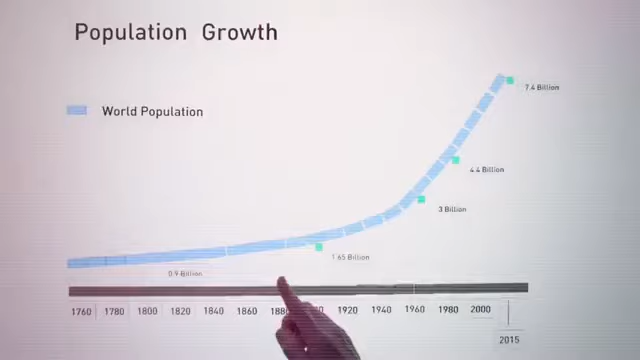 Population Growth
World Population
7.4 Billion
4.4 Billion
3 Billion
1.65 Billion
0.9 Billion
1760 1780 1800 1820 1840 1860 1880 1920 1940 1960 1980 2000
2015